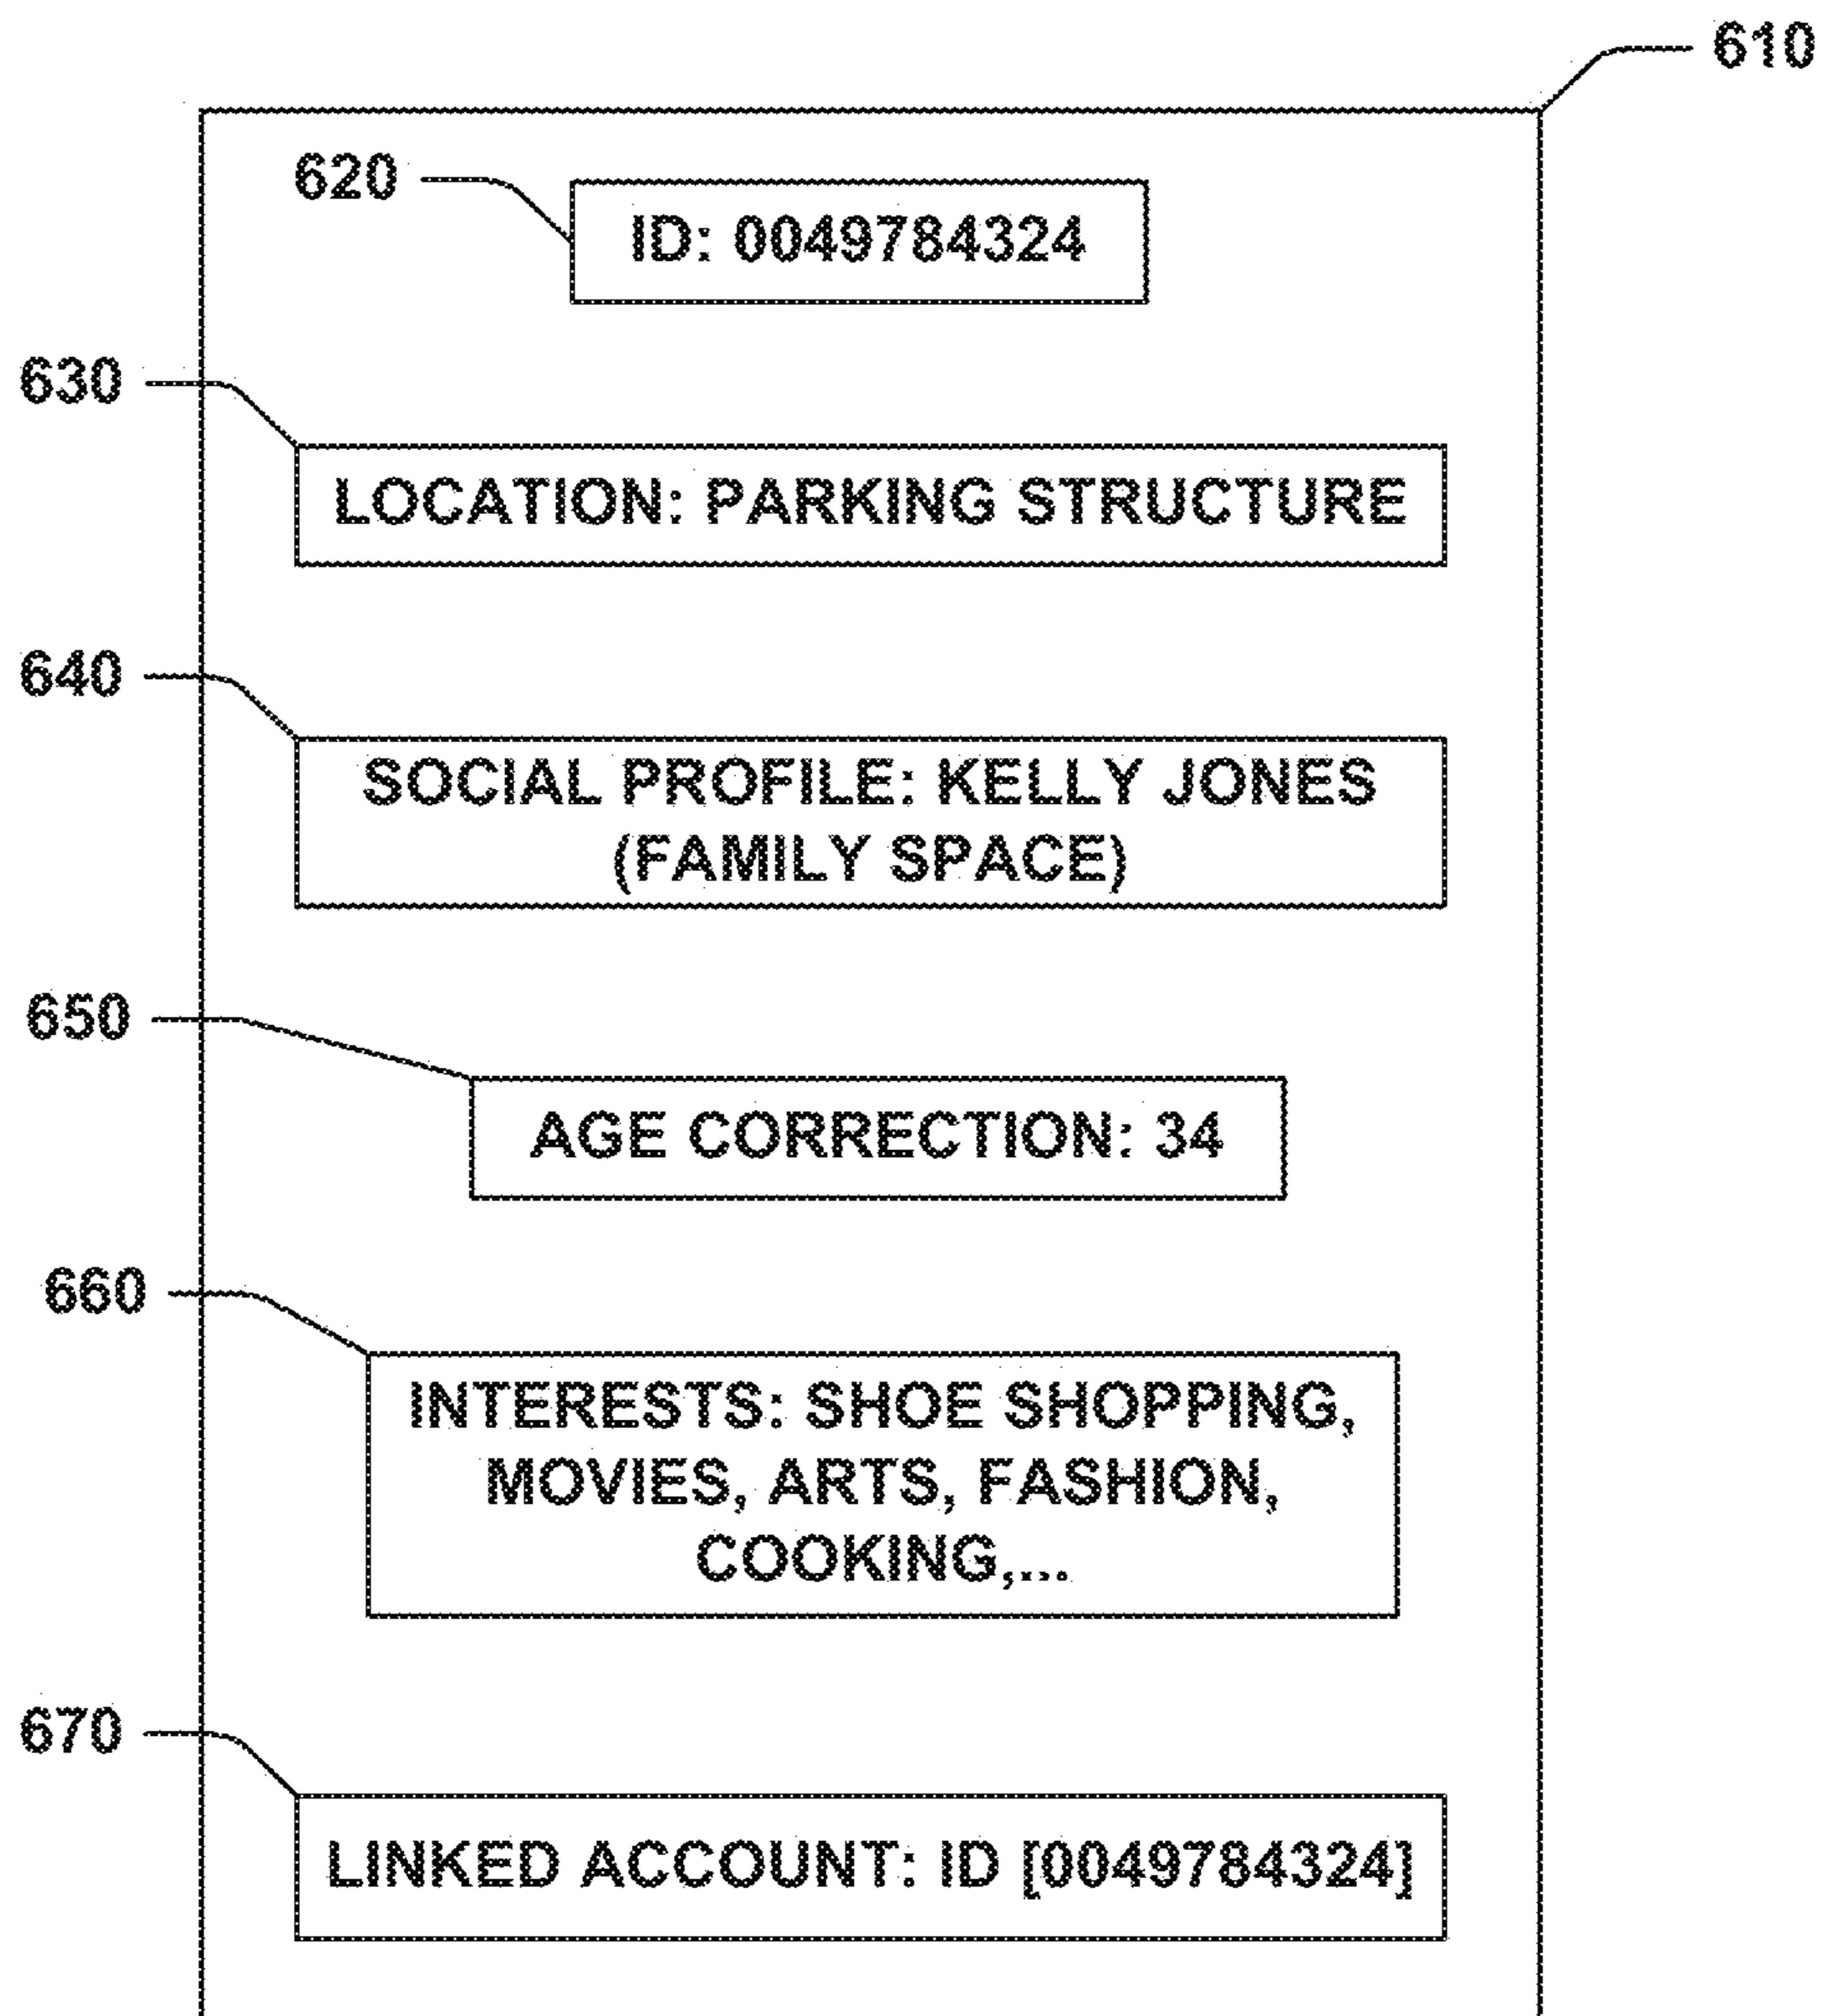 610
620
ID: 0049784324
630
LOCATION: PARKING STRUCTURE
640
SOCIAL PROFILE: KELLY JONES
(FAMILY SPACE)
650
AGE CORRECTION: 34
660
INTERESTS: SHOE SHOPPING,
MOVIES, ARTS, FASHION,
COOKING,...
670
LINKED ACCOUNT: ID [0049784324]